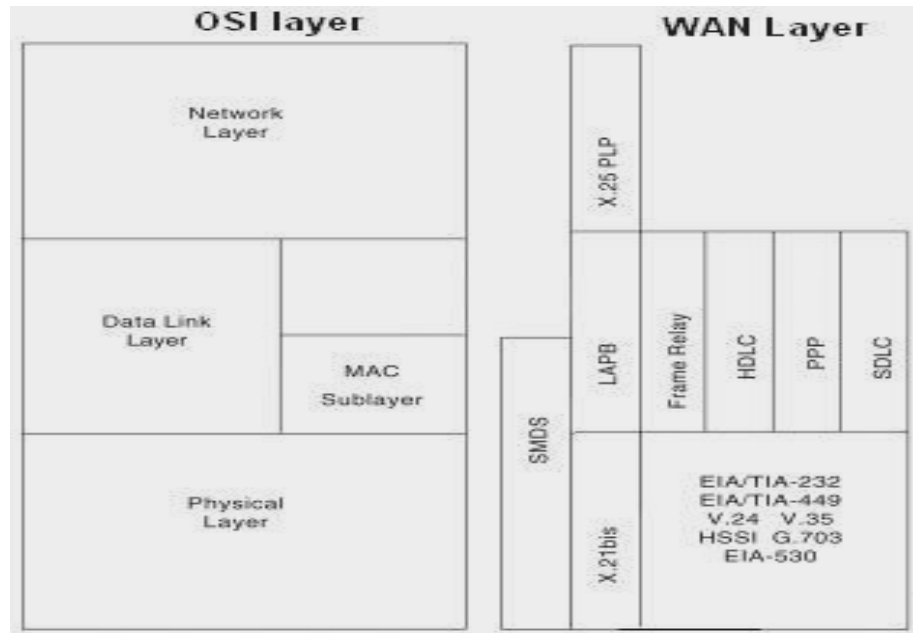 OSI layer
WAN Layer
Network
Layer
Data Link
Layer
MAC
Sublayer
Physical
Layer
X.25 PLP
LAPB
Frame Relay
HDLC
PPP
SDLC
SMDS
X.21bis
EIA/TIA-232
EIA/TIA-449
V.24 V.35
HSSI G.703
EIA-530